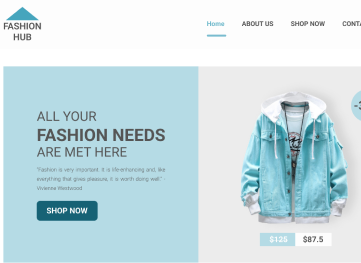 FASHION
HUB
Home ABOUT US SHOP NOW CONTA
ALL YOUR
FASHION NEEDS
ARE MET HERE
"Fashion is very important. It is life-enhancing and, like
everything that gives pleasure, it is worth doing well." -
Vivienne Westwood
SHOP NOW
$125 $87.5